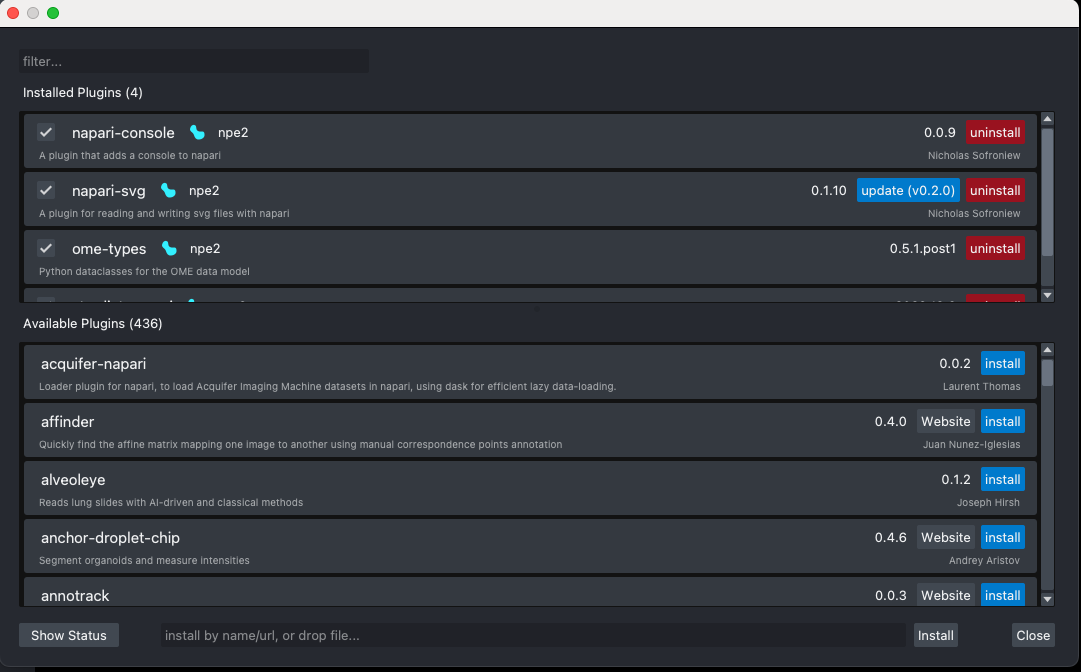 filter...
Installed Plugins (4)
napari-console npe2 0.0.9 uninstall
A plugin that adds a console to napari Nicholas Sofroniew
napari-svg npe2 0.1.10 update (v0.2.0) uninstall
A plugin for reading and writing svg files with napari Nicholas Sofroniew
ome-types npe2 0.5.1.post1 uninstall
Python dataclasses for the OME data model
Available Plugins (436)
acquifer-napari 0.0.2 install
Loader plugin for napari, to load Acquifer Imaging Machine datasets in napari, using dask for efficient lazy data-loading. Laurent Thomas
affinder 0.4.0 Website install
Quickly find the affine matrix mapping one image to another using manual correspondence points annotation Juan Nunez-Iglesias
alveoleye 0.1.2 install
Reads lung slides with AI-driven and classical methods Joseph Hirsh
anchor-droplet-chip 0.4.6 Website install
Segment organoids and measure intensities Andrey Aristov
annotrack 0.0.3 Website install
Show Status install by name/url, or drop file... Install Close